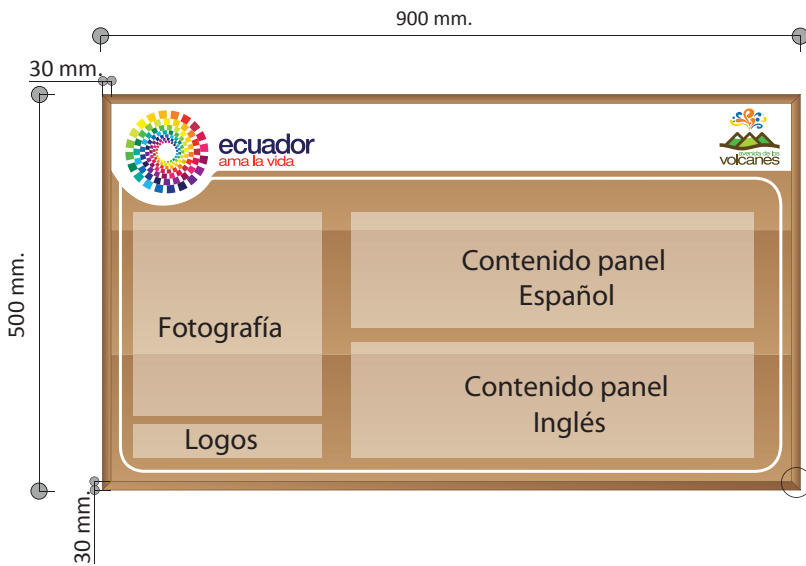 900 mm.
30 mm.
ecuador
ama la vida
avenida de los
volcanes
500 mm.
Contenido panel
Español
Fotografía
Contenido panel
Inglés
Logos
30 mm.